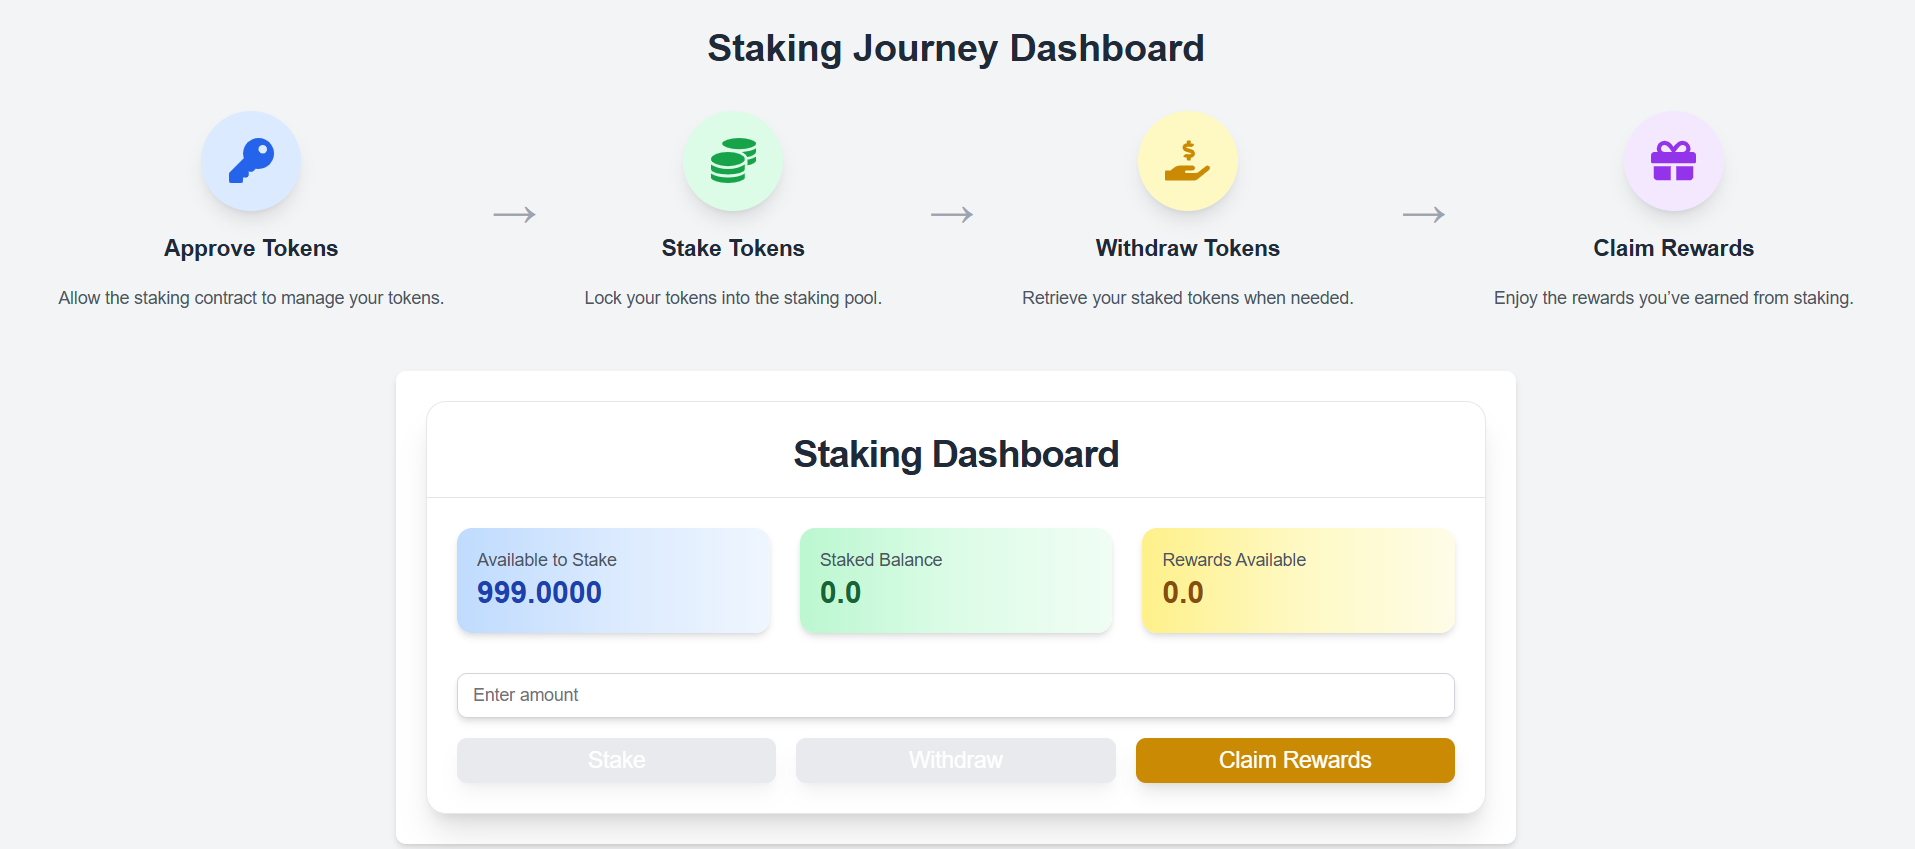 Staking Journey Dashboard
Approve Tokens
Allow the staking contract to manage your tokens.
→
Stake Tokens
Lock your tokens into the staking pool.
→
Withdraw Tokens
Retrieve your staked tokens when needed.
→
Claim Rewards
Enjoy the rewards you’ve earned from staking.
Staking Dashboard
Available to Stake
999.0000
Staked Balance
0.0
Rewards Available
0.0
Enter amount
Stake
Withdraw
Claim Rewards